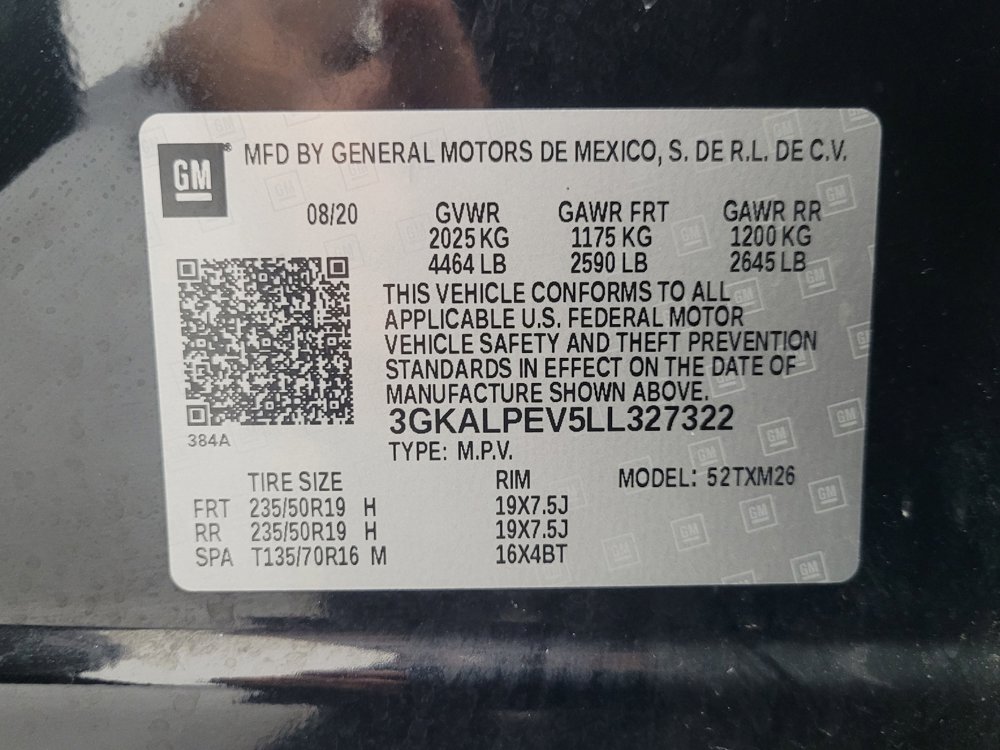 GM
MFD BY GENERAL MOTORS DE MEXICO, S. DE R.L. DE C.V.
08/20 GVWR GAWR FRT GAWR RR
2025 KG 1175 KG 1200 KG
4464 LB 2590 LB 2645 LB
THIS VEHICLE CONFORMS TO ALL
APPLICABLE U.S. FEDERAL MOTOR
VEHICLE SAFETY AND THEFT PREVENTION
STANDARDS IN EFFECT ON THE DATE OF
MANUFACTURE SHOWN ABOVE.
3GKALPEV5LL327322
384A
TYPE: M.P.V.
TIRE SIZE RIM MODEL: 52TXM26
FRT 235/50R19 H 19X7.5J
RR 235/50R19 H 19X7.5J
SPA T135/70R16 M 16X4BT